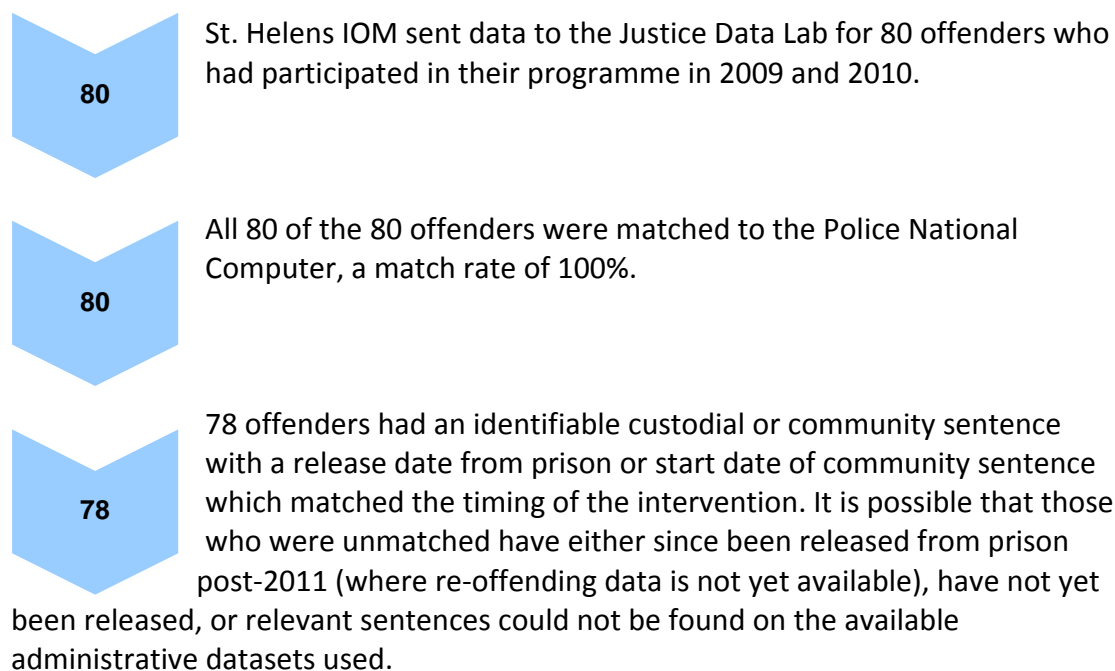 St. Helens IOM sent data to the Justice Data Lab for 80 offenders who
had participated in their programme in 2009 and 2010.
80
All 80 of the 80 offenders were matched to the Police National
Computer, a match rate of 100%.
80
78 offenders had an identifiable custodial or community sentence
with a release date from prison or start date of community sentence
which matched the timing of the intervention. It is possible that those
78
who were unmatched have either since been released from prison
post-2011 (where re-offending data is not yet available), have not yet
been released, or relevant sentences could not be found on the available
administrative datasets used.